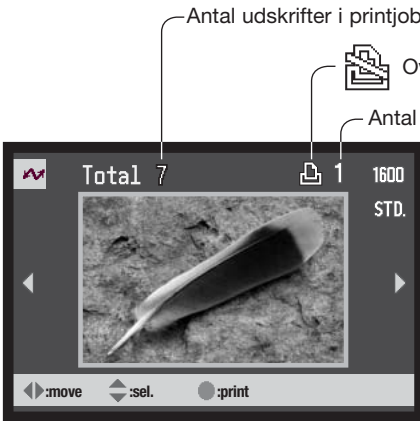 Antal udskrifter i printjob
Antal
Total 7 1 1600
STD.
:move :sel. :print